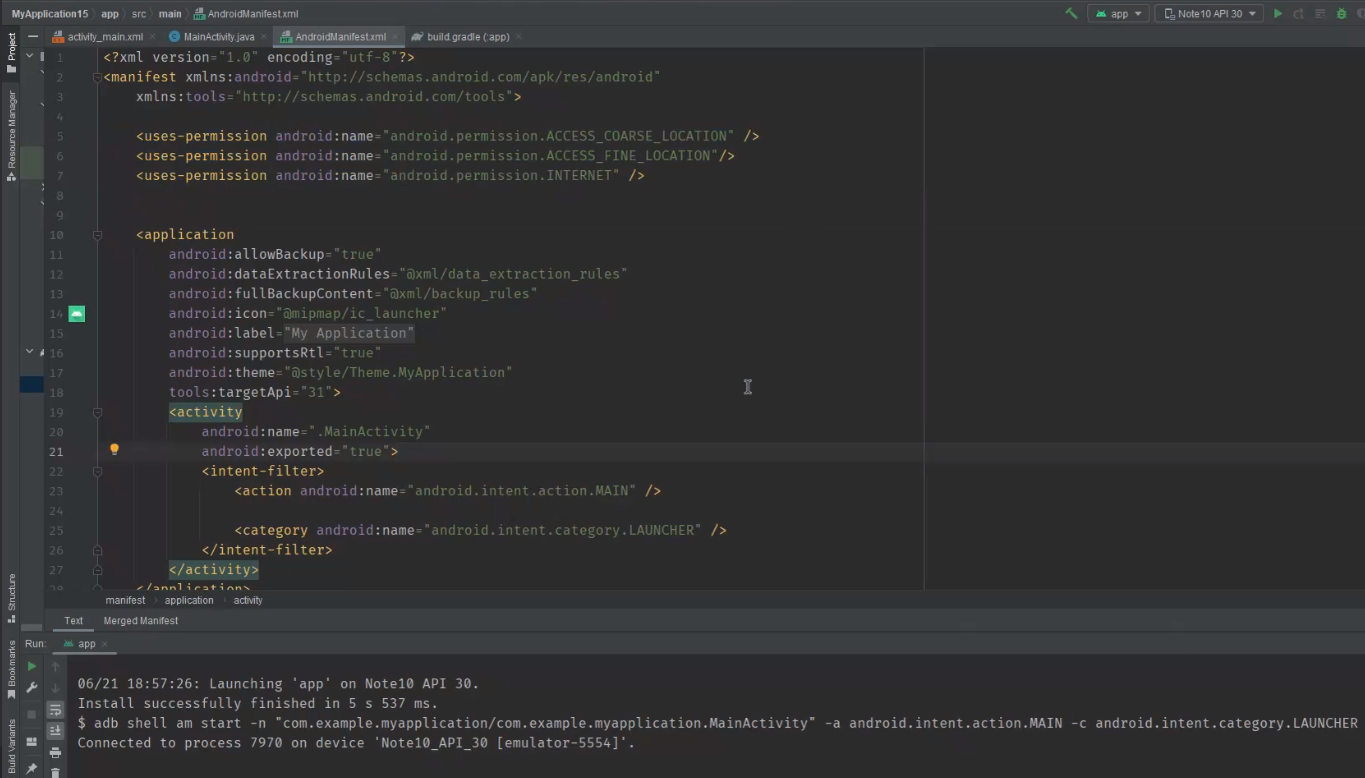 MyApplication15 app src main AndroidManifest.xml app Note10 API 30
activity_main.xml MainActivity.java AndroidManifest.xml build gradle (:app)
Project
Resource Manager
Structure
Bookmarks
Build Variants
1 <?xml version="1.0" encoding="utf-8"?>
2 <manifest xmlns:android="http://schemas.android.com/apk/res/android"
3 xmlns:tools="http://schemas.android.com/tools">
4
5 <uses-permission android:name="android.permission.ACCESS_COARSE_LOCATION" />
6 <uses-permission android:name="android.permission.ACCESS_FINE_LOCATION"/>
7 <uses-permission android:name="android.permission.INTERNET" />
8
9
10 <application
11 android:allowBackup="true"
12 android:dataExtractionRules="@xml/data_extraction_rules"
13 android:fullBackupContent="@xml/backup_rules"
14 android:icon="@mipmap/ic_launcher"
15 android:label="My Application"
16 android:supportsRtl="true"
17 android:theme="@style/Theme.MyApplication"
18 tools:targetApi="31">
19 <activity
20 android:name=".MainActivity"
21 android:exported="true">
22 <intent-filter>
23 <action android:name="android.intent.action.MAIN" />
24
25 <category android:name="android.intent.category.LAUNCHER" />
26 </intent-filter>
27 </activity>
28 </application>
manifest application activity
Text Merged Manifest
Run: app
06/21 18:57:26: Launching 'app' on Note10 API 30.
Install successfully finished in 5 s 537 ms.
$ adb shell am start -n "com.example.myapplication/com.example.myapplication.MainActivity" -a android.intent.action.MAIN -c android.intent.category.LAUNCHER
Connected to process 7970 on device 'Note10_API_30 [emulator-5554]'.